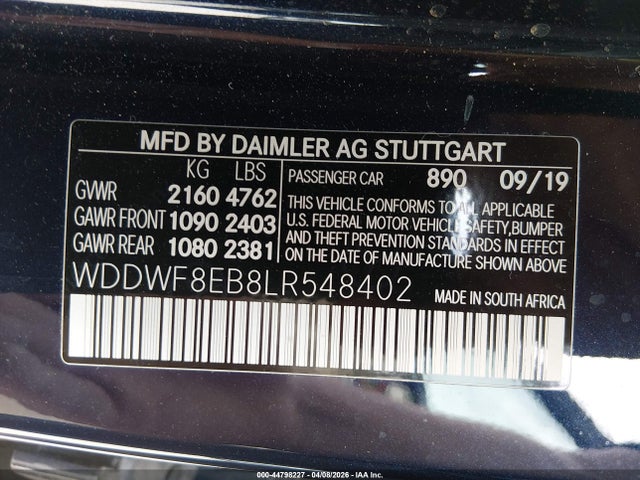 MFD BY DAIMLER AG STUTTGART
KG LBS
GVWR 2160 4762
GAWR FRONT 1090 2403
GAWR REAR 1080 2381
PASSENGER CAR 890 09/19
THIS VEHICLE CONFORMS TO ALL APPLICABLE
U.S. FEDERAL MOTOR VEHICLE SAFETY, BUMPER
AND THEFT PREVENTION STANDARDS IN EFFECT
ON THE DATE OF MANUFACTURE SHOWN ABOVE.
WDDWF8EB8LR548402
MADE IN SOUTH AFRICA
000-44798227 - 04/08/2026 - IAA Inc.